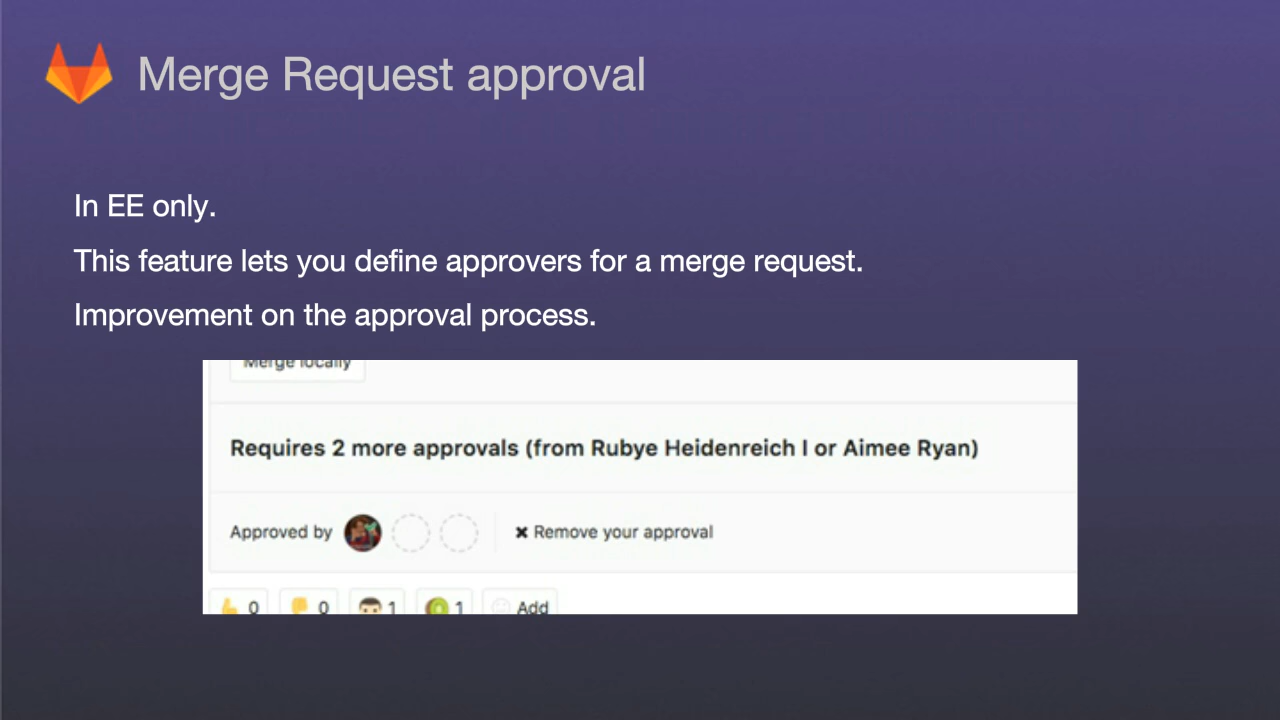 Merge Request approval
In EE only.
This feature lets you define approvers for a merge request.
Improvement on the approval process.
Merge locally
Requires 2 more approvals (from Rubye Heidenreich I or Aimee Ryan)
Approved by ✖ Remove your approval
0 0 1 1 Add